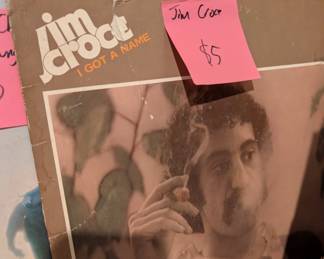 jim
croce
I GOT A NAME
Jim Croce
$5